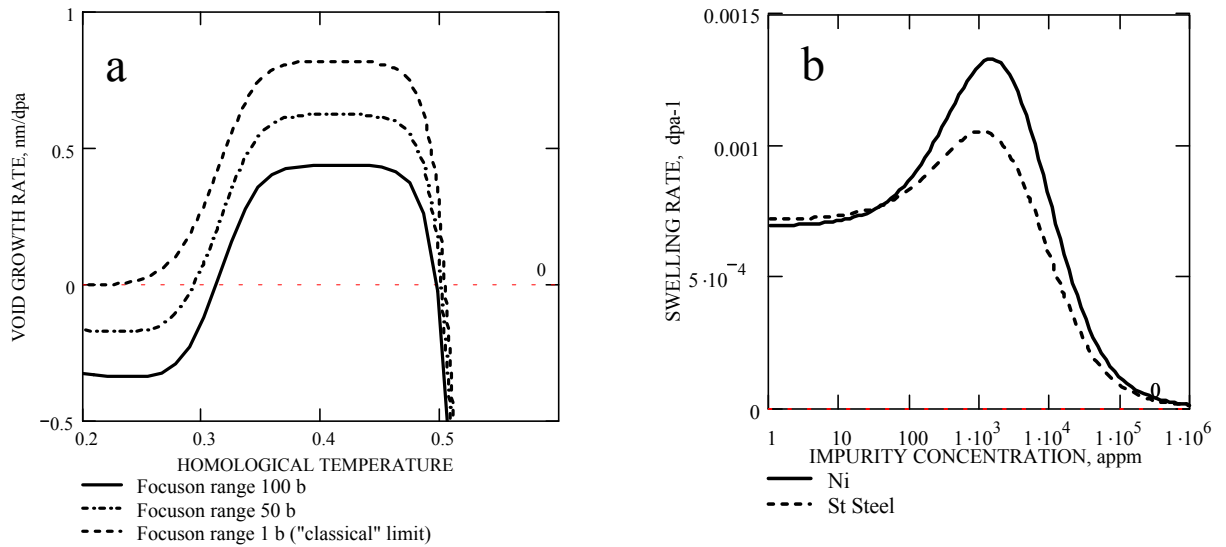 a
VOID GROWTH RATE, nm/dpa
1
0.5
0
−0.5
0
0.2
0.3
0.4
0.5
HOMOLOGICAL TEMPERATURE
Focuson range 100 b
Focuson range 50 b
Focuson range 1 b ("classical" limit)
b
SWELLING RATE, dpa-1
0.0015
0.001
5·10−4
0
0
1
10
100
1·103
1·104
1·105
1·106
IMPURITY CONCENTRATION, appm
Ni
St Steel